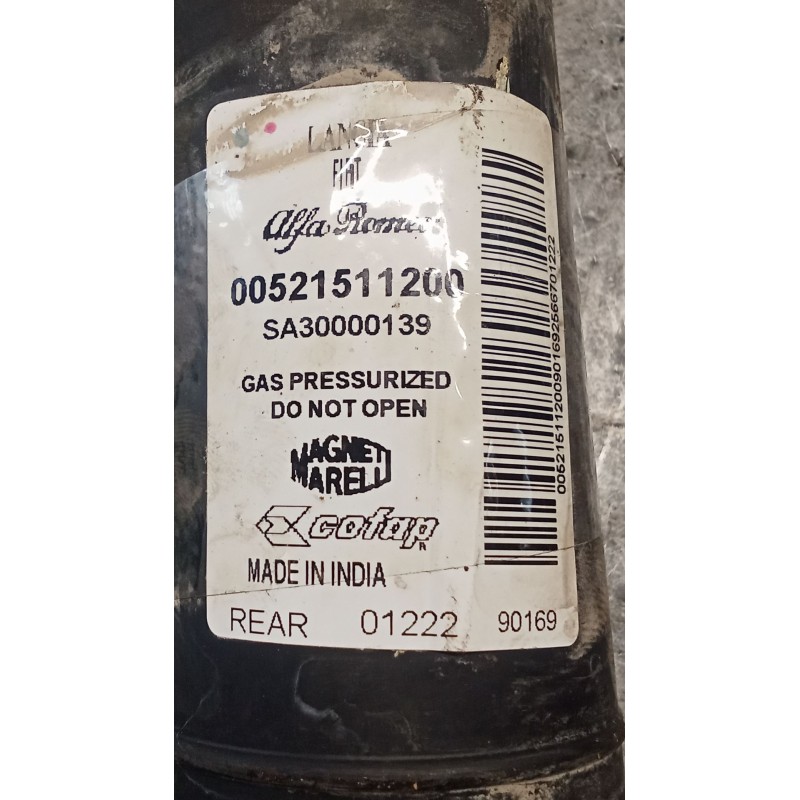 LANCIA
FIAT
Alfa Romeo
00521511200
SA30000139
GAS PRESSURIZED
DO NOT OPEN
MAGNETI
MARELLI
cofap
MADE IN INDIA
REAR 01222 90169
00521511200901692566701222